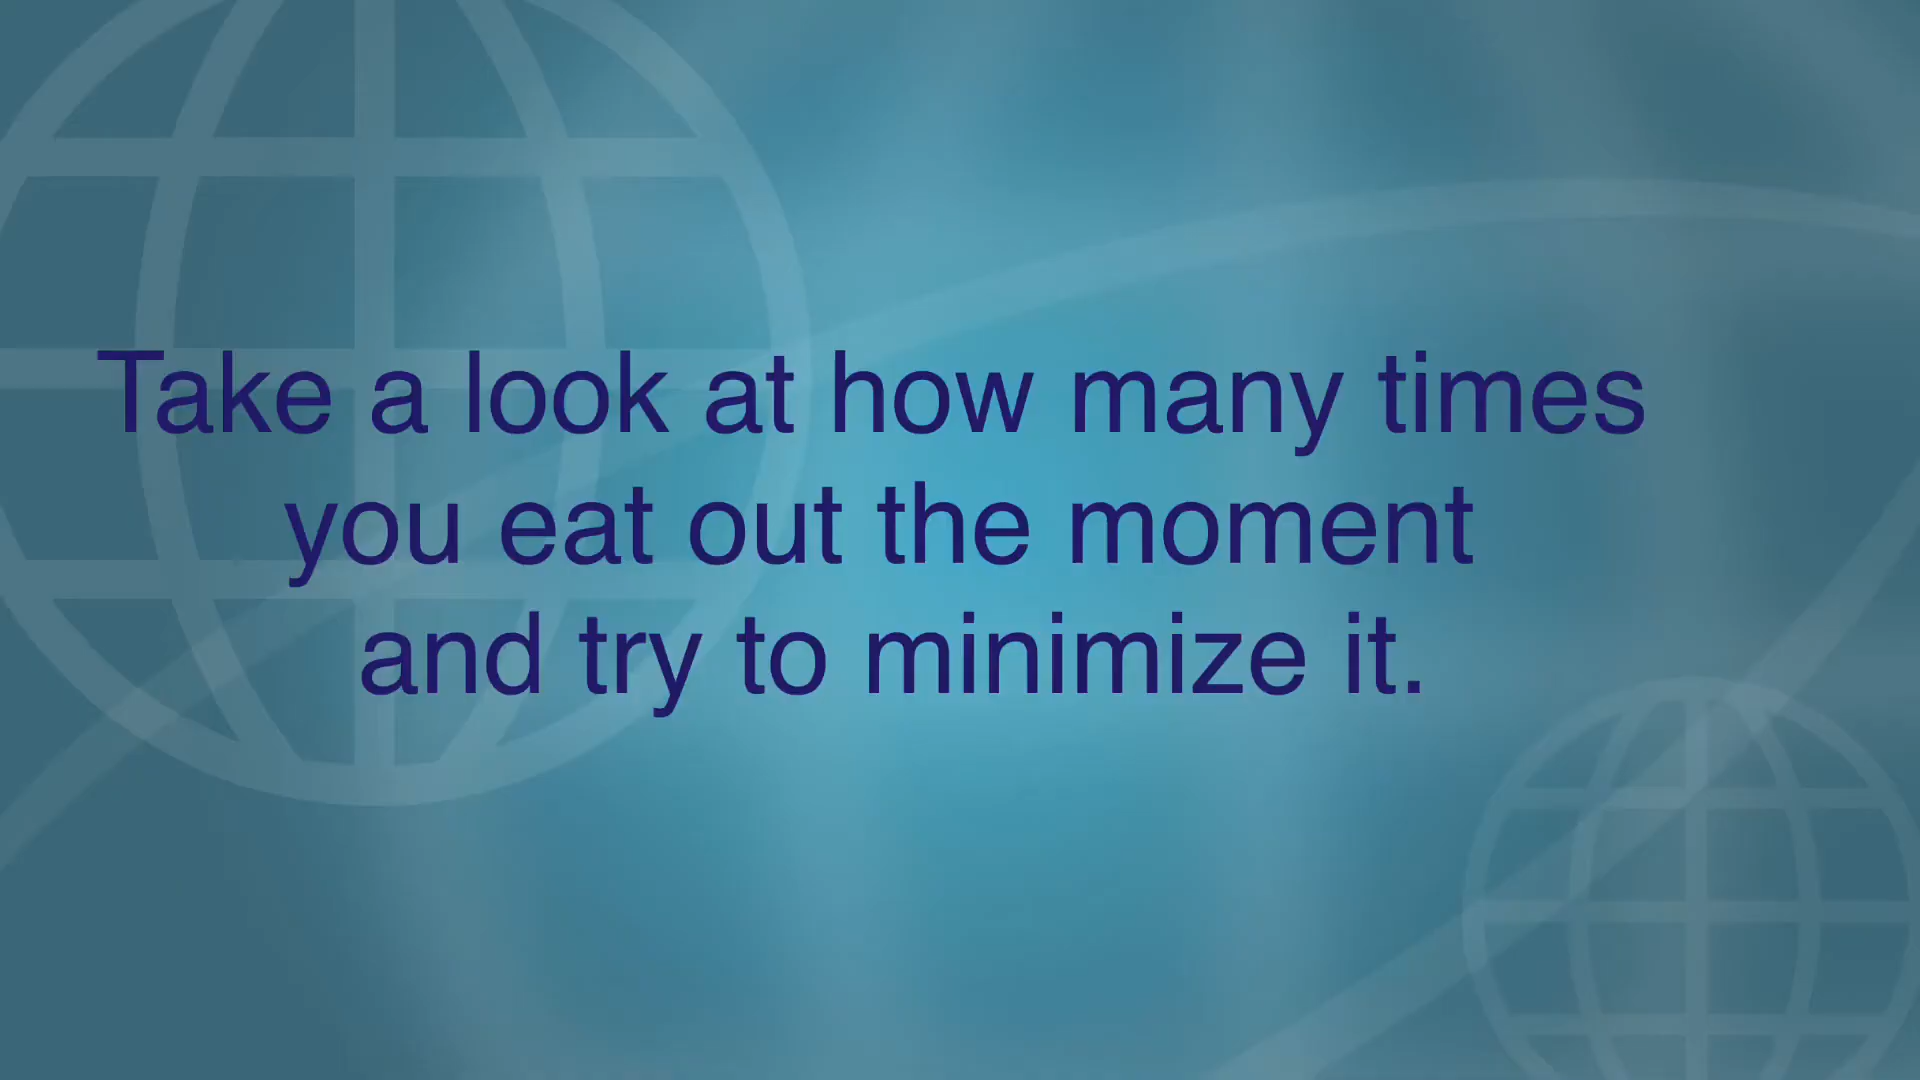 Take a look at how many times
you eat out the moment
and try to minimize it.